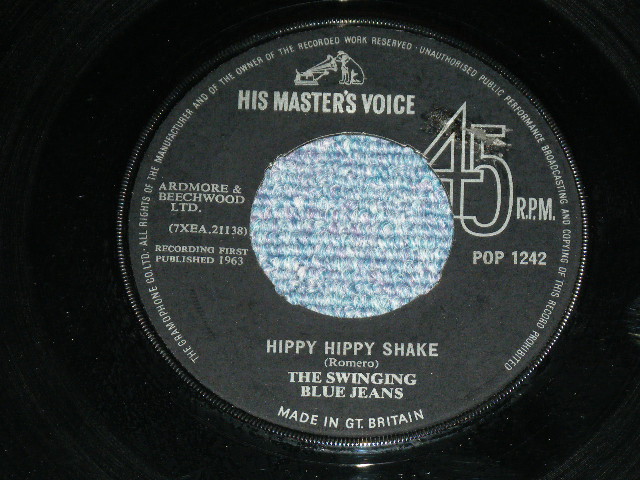 THE GRAMOPHONE CO. LTD. · ALL RIGHTS OF THE MANUFACTURER AND OF THE OWNER OF THE RECORDED WORK RESERVED · UNAUTHORISED PUBLIC PERFORMANCE BROADCASTING AND COPYING OF THIS RECORD PROHIBITED
HIS MASTER'S VOICE
45 R.P.M.
ARDMORE &
BEECHWOOD
LTD.
(7XEA.21138)
RECORDING FIRST
PUBLISHED 1963
POP 1242
HIPPY HIPPY SHAKE
(Romero)
THE SWINGING
BLUE JEANS
MADE IN GT. BRITAIN